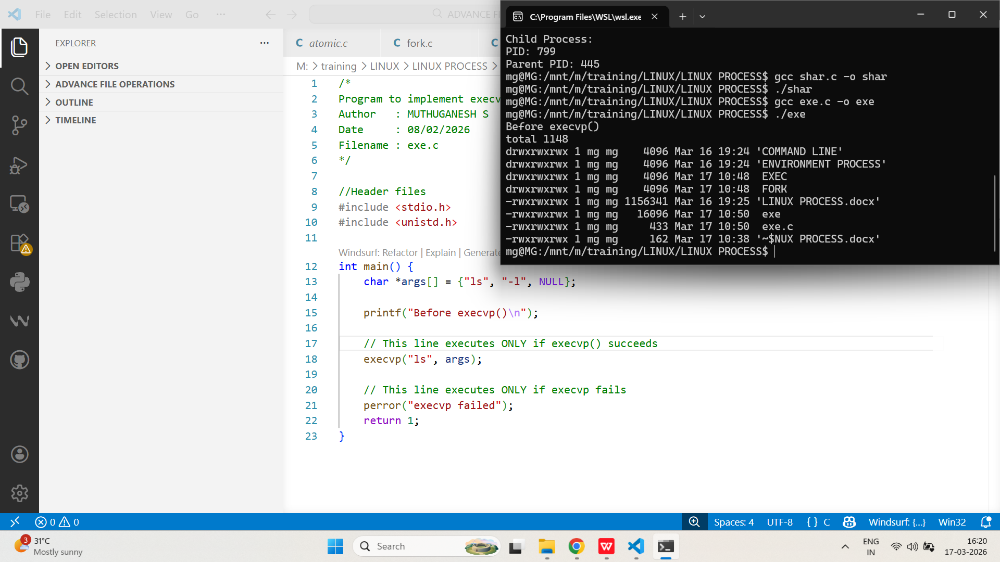 File Edit Selection View Go ···
ADVANCE FI
C:\Program Files\WSL\wsl.exe
EXPLORER
OPEN EDITORS
ADVANCE FILE OPERATIONS
OUTLINE
TIMELINE
C atomic.c
C fork.c
C
M: > training > LINUX > LINUX PROCESS >
1 /*
2 Program to implement execv
3 Author : MUTHUGANESH S
4 Date : 08/02/2026
5 Filename : exe.c
6 */
7
8 //Header files
9 #include <stdio.h>
10 #include <unistd.h>
11
Windsurf: Refactor | Explain | Generate
12 int main() {
13 char *args[] = {"ls", "-l", NULL};
14
15 printf("Before execvp()\n");
16
17 // This line executes ONLY if execvp() succeeds
18 execvp("ls", args);
19
20 // This line executes ONLY if execvp fails
21 perror("execvp failed");
22 return 1;
23 }
Child Process:
PID: 799
Parent PID: 445
mg@MG:/mnt/m/training/LINUX/LINUX PROCESS$ gcc shar.c -o shar
mg@MG:/mnt/m/training/LINUX/LINUX PROCESS$ ./shar
mg@MG:/mnt/m/training/LINUX/LINUX PROCESS$ gcc exe.c -o exe
mg@MG:/mnt/m/training/LINUX/LINUX PROCESS$ ./exe
Before execvp()
total 1148
drwxrwxrwx 1 mg mg 4096 Mar 16 19:24 'COMMAND LINE'
drwxrwxrwx 1 mg mg 4096 Mar 16 19:24 'ENVIRONMENT PROCESS'
drwxrwxrwx 1 mg mg 4096 Mar 17 10:48 EXEC
drwxrwxrwx 1 mg mg 4096 Mar 17 10:48 FORK
-rwxrwxrwx 1 mg mg 1156341 Mar 16 19:25 'LINUX PROCESS.docx'
-rwxrwxrwx 1 mg mg 16096 Mar 17 10:50 exe
-rwxrwxrwx 1 mg mg 433 Mar 17 10:50 exe.c
-rwxrwxrwx 1 mg mg 162 Mar 17 10:38 '~$NUX PROCESS.docx'
mg@MG:/mnt/m/training/LINUX/LINUX PROCESS$
0 0
Spaces: 4 UTF-8 { } C Windsurf: {...} Win32
3
31°C
Mostly sunny
Search
ENG
IN
16:20
17-03-2026